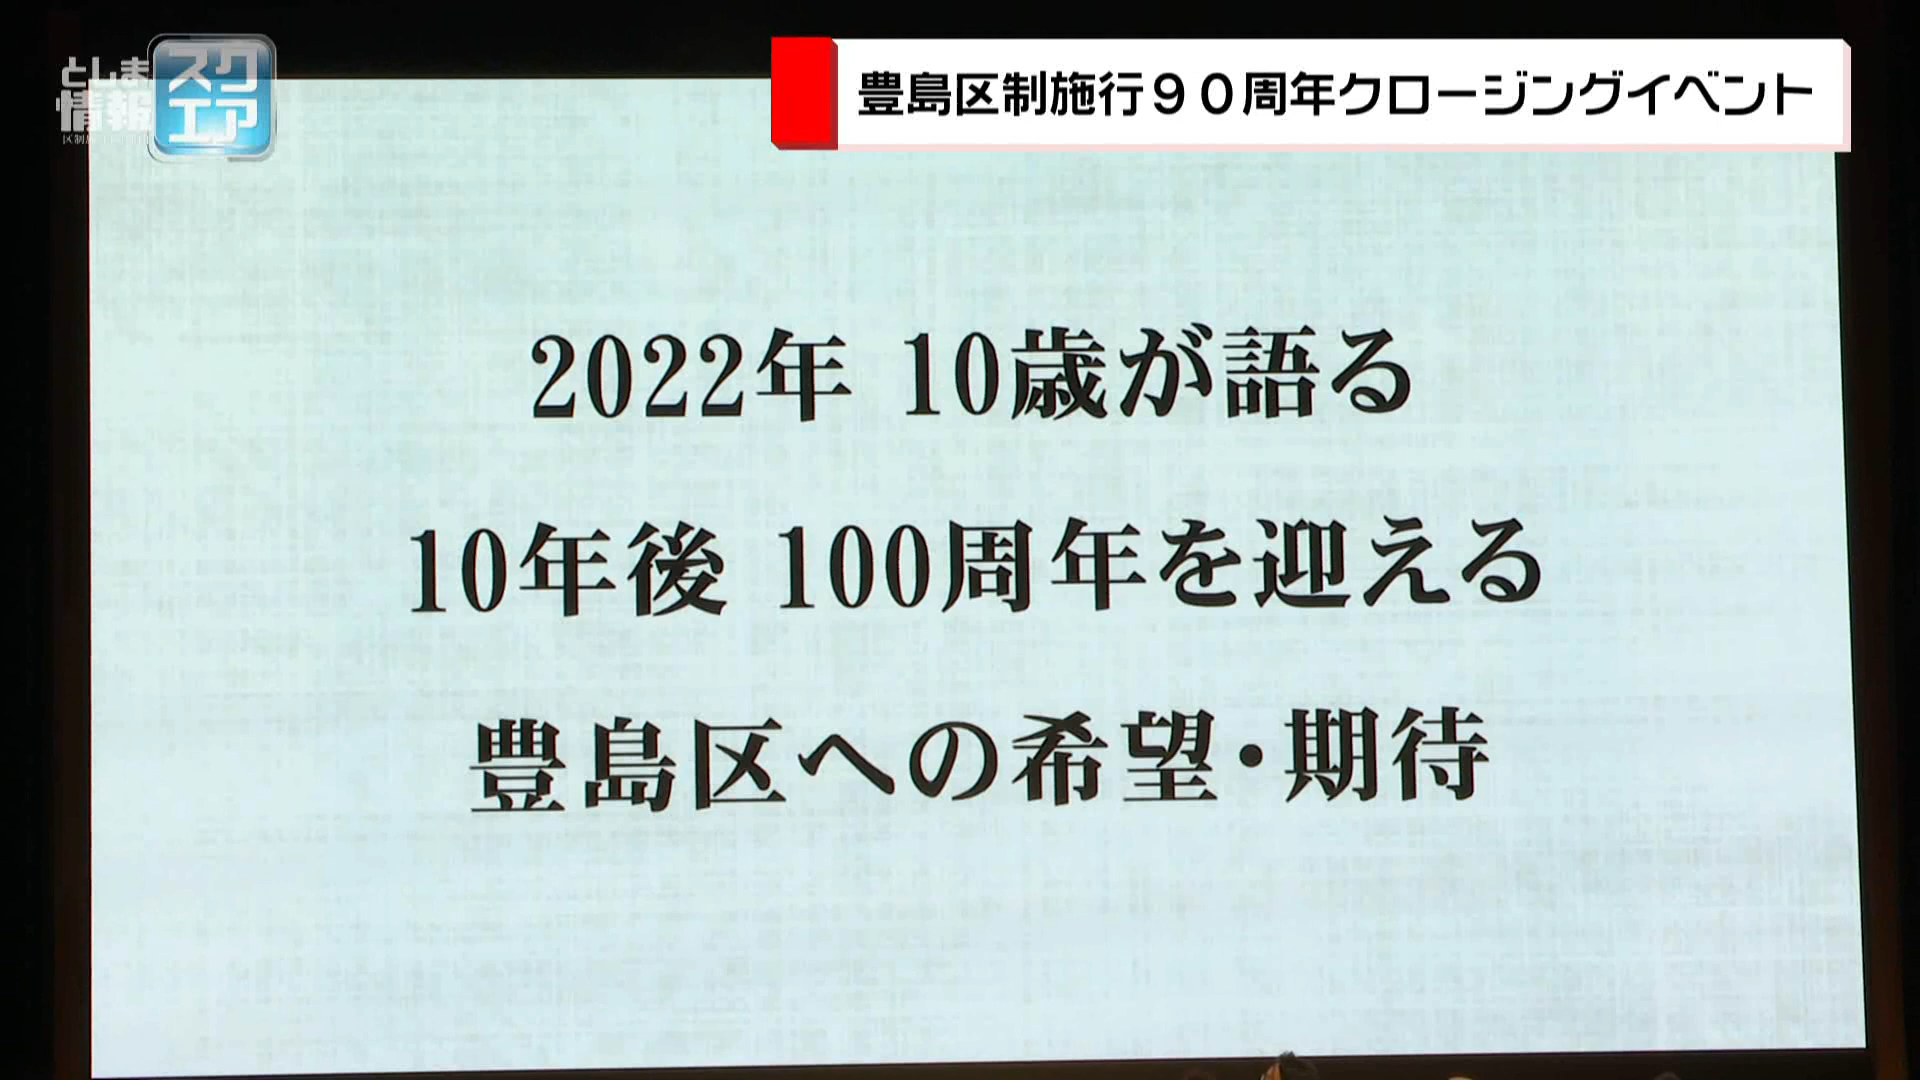 としま
情報
スク
エア
豊島区制施行９０周年クロージングイベント
2022年 10歳が語る
10年後 100周年を迎える
豊島区への希望・期待